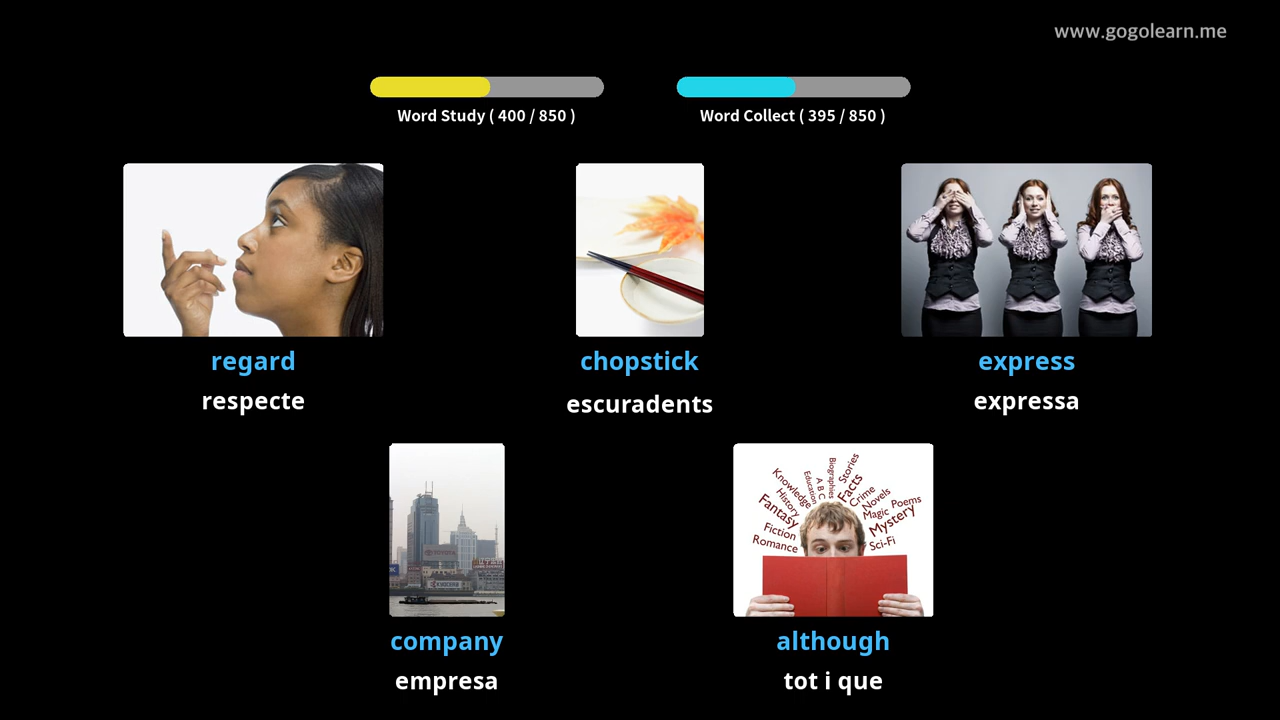 www.gogolearn.me
Word Study ( 400 / 850 )
Word Collect ( 395 / 850 )
regard
respecte
chopstick
escuradents
express
expressa
TOYOTA
company
empresa
Biographies
Stories
Education
A B C
Facts
Knowledge
History
Crime
Novels
Fantasy
Magic
Poems
Mystery
Fiction
Romance
Sci-Fi
although
tot i que